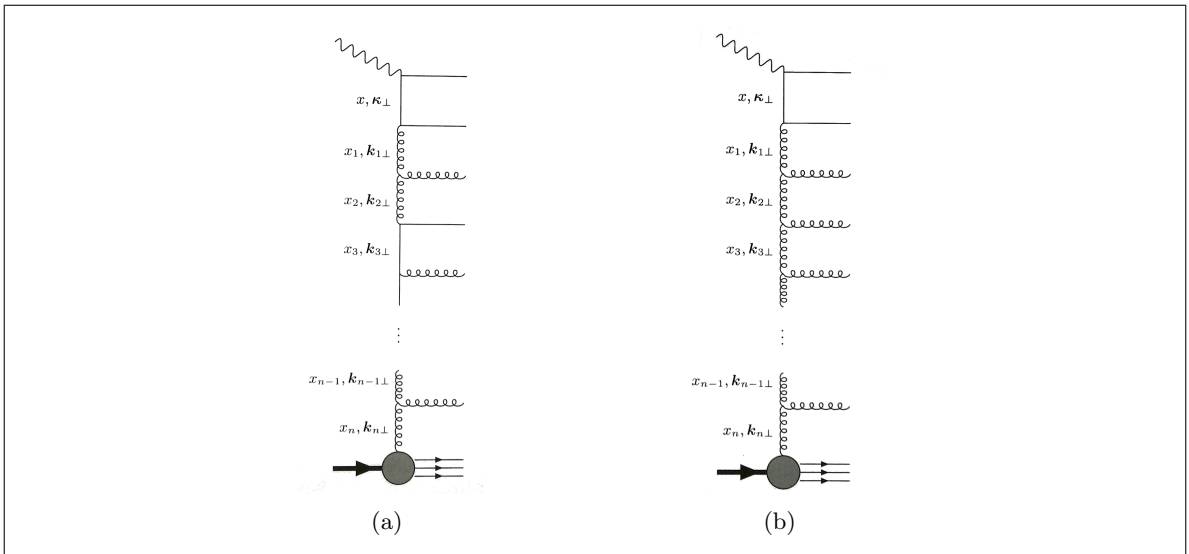 x, κ⊥
x₁, k₁⊥
x₂, k₂⊥
x₃, k₃⊥
⋮
xₙ₋₁, kₙ₋₁⊥
xₙ, kₙ⊥
(a)
x, κ⊥
x₁, k₁⊥
x₂, k₂⊥
x₃, k₃⊥
⋮
xₙ₋₁, kₙ₋₁⊥
xₙ, kₙ⊥
(b)